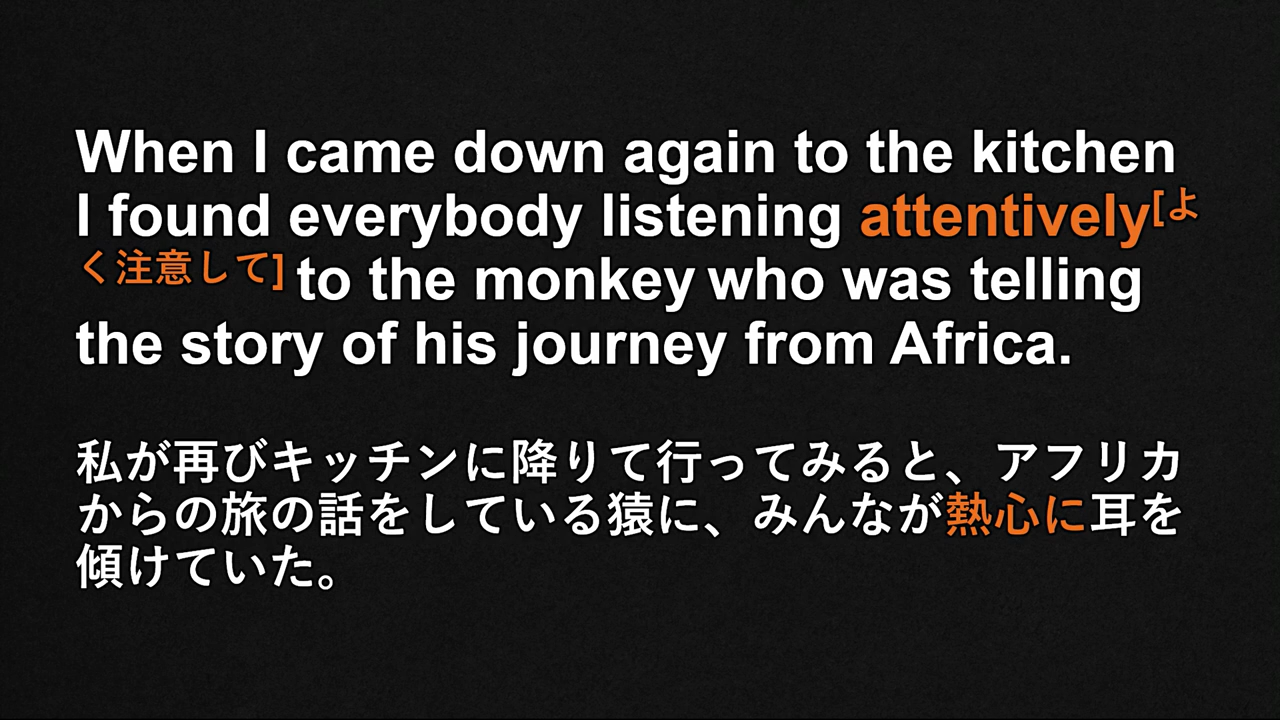 When I came down again to the kitchen
I found everybody listening attentively[よ
く注意して] to the monkey who was telling
the story of his journey from Africa.
私が再びキッチンに降りて行ってみると、アフリカ
からの旅の話をしている猿に、みんなが熱心に耳を
傾けていた。